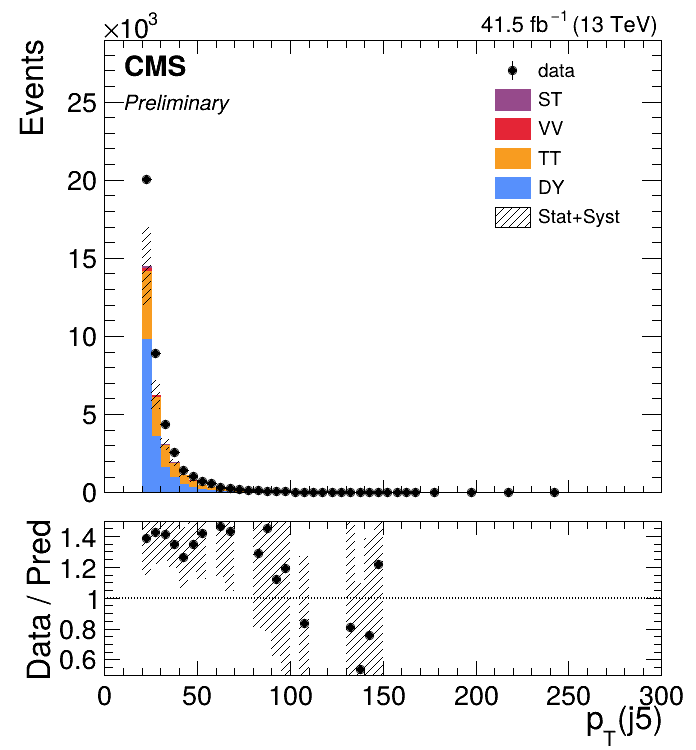 ×10³
41.5 fb⁻¹ (13 TeV)
Events
CMS
Preliminary
data
ST
VV
TT
DY
Stat+Syst
25
20
15
10
5
0
Data / Pred
1.4
1.2
1
0.8
0.6
0 50 100 150 200 250 300
p_T(j5)